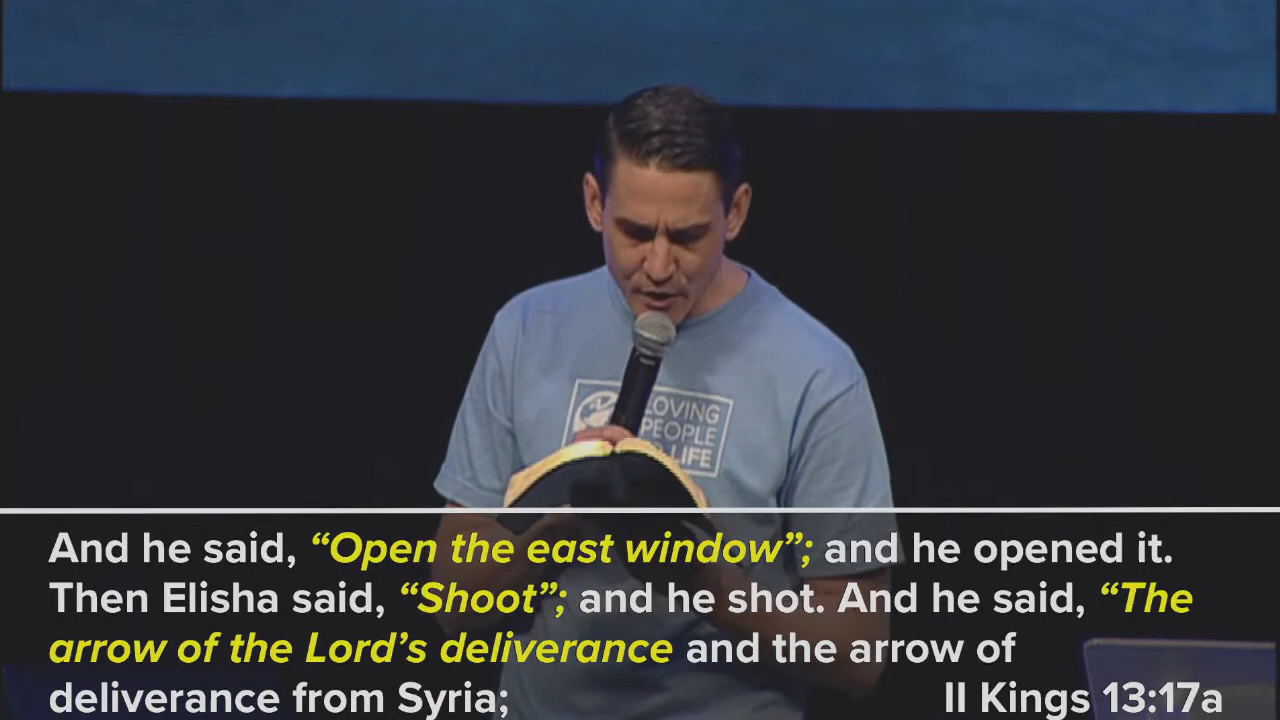 LOVING
PEOPLE
LIFE
And he said, “Open the east window”; and he opened it.
Then Elisha said, “Shoot”; and he shot. And he said, “The
arrow of the Lord’s deliverance and the arrow of
deliverance from Syria;
II Kings 13:17a